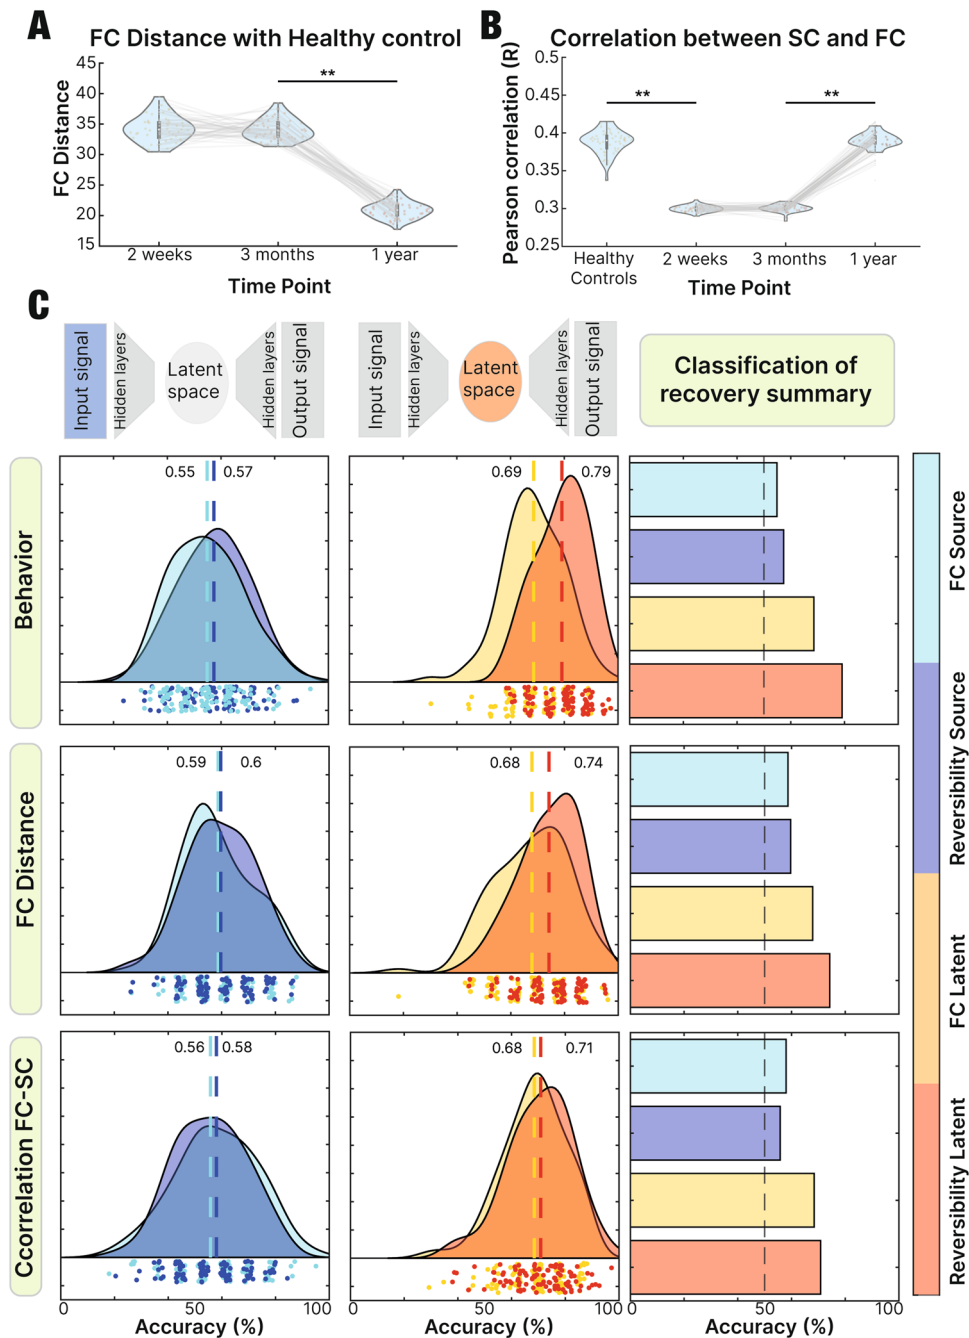 A
FC Distance with Healthy control
45
40
35
30
25
20
15
FC Distance
**
2 weeks
3 months
1 year
Time Point
B
Correlation between SC and FC
0.5
0.45
0.4
0.35
0.3
0.25
Pearson correlation (R)
**
**
Healthy
Controls
2 weeks
3 months
1 year
Time Point
C
Input signal
Hidden layers
Latent
space
Hidden layers
Output signal
Input signal
Hidden layers
Latent
space
Hidden layers
Output signal
Classification of
recovery summary
Behavior
0.55
0.57
0.69
0.79
FC Distance
0.59
0.6
0.68
0.74
Ccorrelation FC-SC
0.56
0.58
0.68
0.71
0
50
100
Accuracy (%)
0
50
100
Accuracy (%)
0
50
100
Accuracy (%)
FC Source
Reversibility Source
FC Latent
Reversibility Latent